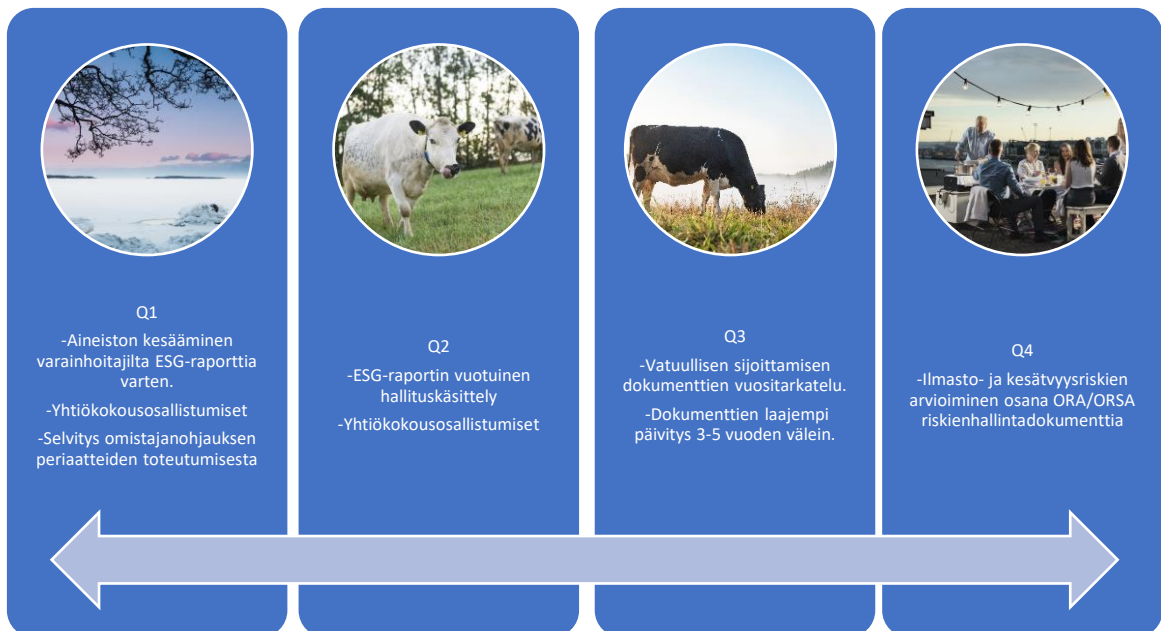 Q1
-Aineiston kesääminen
varainhoitajilta ESG-raporttia
varten.
-Yhtiökokousosallistumiset
-Selvitys omistajanohjauksen
periaatteiden toteutumisesta
Q2
-ESG-raportin vuotuinen
hallituskäsittely
-Yhtiökokousosallistumiset
Q3
-Vatuullisen sijoittamisen
dokumenttien vuositarkatelu.
-Dokumenttien laajempi
päivitys 3-5 vuoden välein.
Q4
-Ilmasto- ja kesätvyysriskien
arvioiminen osana ORA/ORSA
riskienhallintadokumenttia